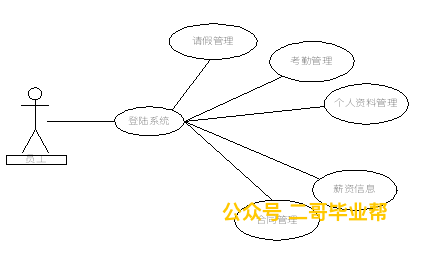 请假管理
考勤管理
个人资料管理
登陆系统
员工
薪资信息
公众号 二哥毕业帮
合同管理